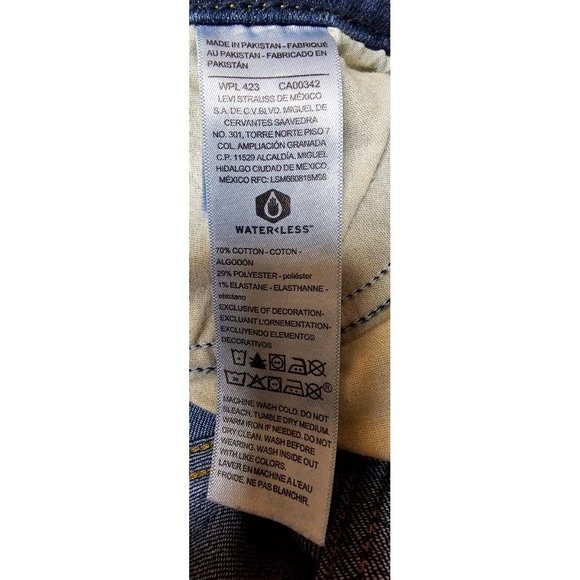 MADE IN PAKISTAN - FABRIQUÉ
AU PAKISTAN - FABRICADO EN
PAKISTÁN
WPL 423 CA00342
LEVI STRAUSS DE MÉXICO
S.A. DE C.V.BLVD. MIGUEL DE
CERVANTES SAAVEDRA
NO. 301, TORRE NORTE PISO 7
COL. AMPLIACIÓN GRANADA
C.P. 11529 ALCALDÍA. MIGUEL
HIDALGO CIUDAD DE MÉXICO,
MÉXICO RFC: LSM660818M98
WATER<LESS™
70% COTTON - COTON -
ALGODÓN
29% POLYESTER - poliéster
1% ELASTANE - ELASTHANNE -
elastano
EXCLUSIVE OF DECORATION-
EXCLUANT L'ORNEMENTATION-
EXCLUYENDO ELEMENTOS
DECORATIVOS
®
MACHINE WASH COLD. DO NOT
BLEACH. TUMBLE DRY MEDIUM.
WARM IRON IF NEEDED. DO NOT
DRY CLEAN. WASH BEFORE
WEARING. WASH INSIDE OUT
WITH LIKE COLORS.
LAVER EN MACHINE A L'EAU
FROIDE. NE PAS BLANCHIR.